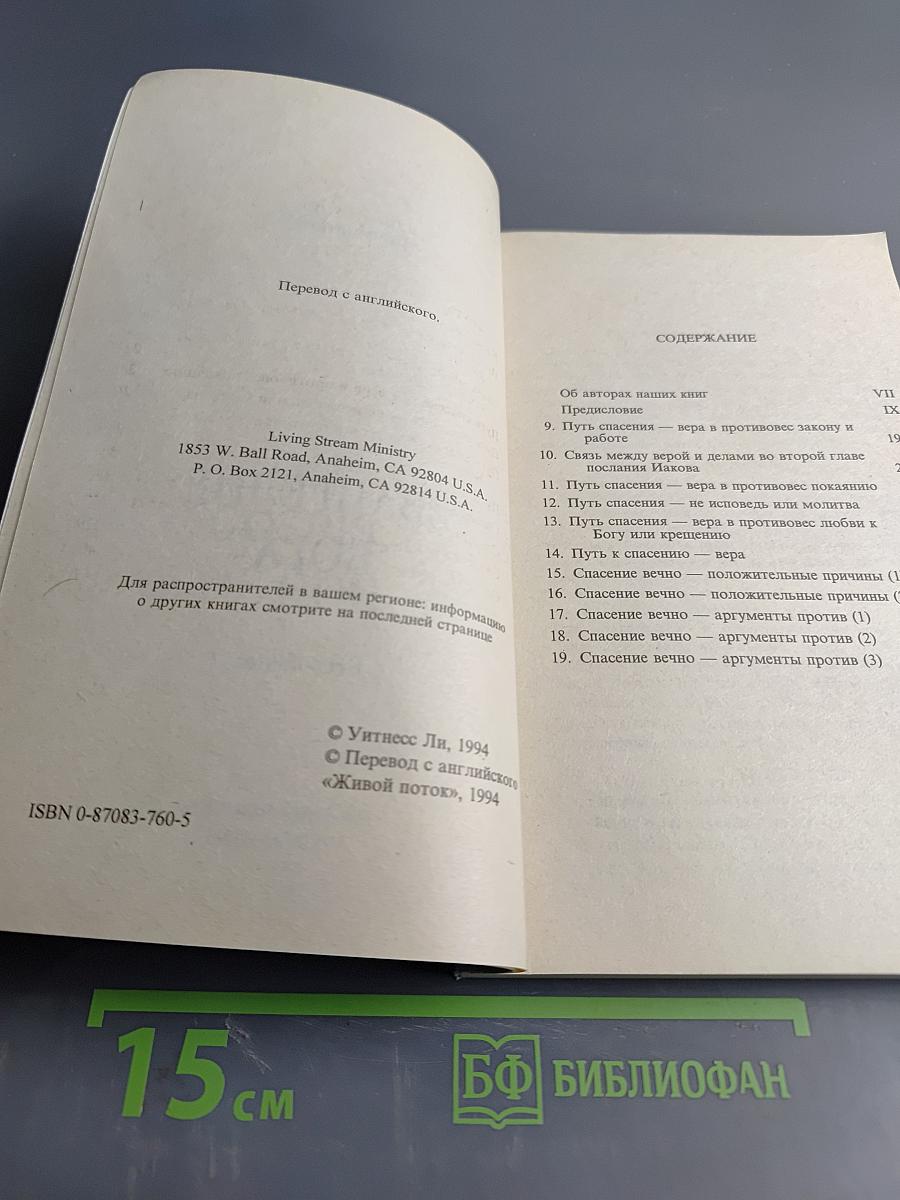 Перевод с английского.
Living Stream Ministry
1853 W. Ball Road, Anaheim, CA 92804 U.S.A.
P. O. Box 2121, Anaheim, CA 92814 U.S.A.
Для распространителей в вашем регионе: информацию
о других книгах смотрите на последней странице
© Уитнесс Ли, 1994
© Перевод с английского
«Живой поток», 1994
ISBN 0-87083-760-5
СОДЕРЖАНИЕ
Об авторах наших книг VII
Предисловие IX
9. Путь спасения — вера в противовес закону и
работе
10. Связь между верой и делами во второй главе
послания Иакова
11. Путь спасения — вера в противовес покаянию
12. Путь спасения — не исповедь или молитва
13. Путь спасения — вера в противовес любви к
Богу или крещению
14. Путь к спасению — вера
15. Спасение вечно — положительные причины (1
16. Спасение вечно — положительные причины (
17. Спасение вечно — аргументы против (1)
18. Спасение вечно — аргументы против (2)
19. Спасение вечно — аргументы против (3)
15 см
БФ БИБЛИОФАН